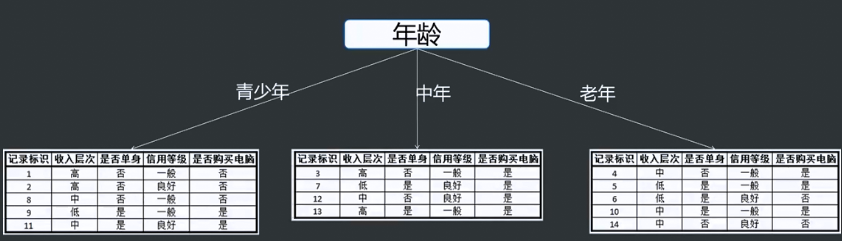 年龄
青少年
中年
老年
记录标识 收入层次 是否单身 信用等级 是否购买电脑
1 高 否 一般 否
2 高 否 良好 否
8 中 否 一般 否
9 低 是 一般 是
11 中 是 良好 是
记录标识 收入层次 是否单身 信用等级 是否购买电脑
3 高 否 一般 是
7 低 是 良好 是
12 中 否 良好 是
13 高 是 一般 是
记录标识 收入层次 是否单身 信用等级 是否购买电脑
4 中 否 一般 是
5 低 是 一般 是
6 低 是 良好 否
10 中 是 一般 是
14 中 否 良好 否